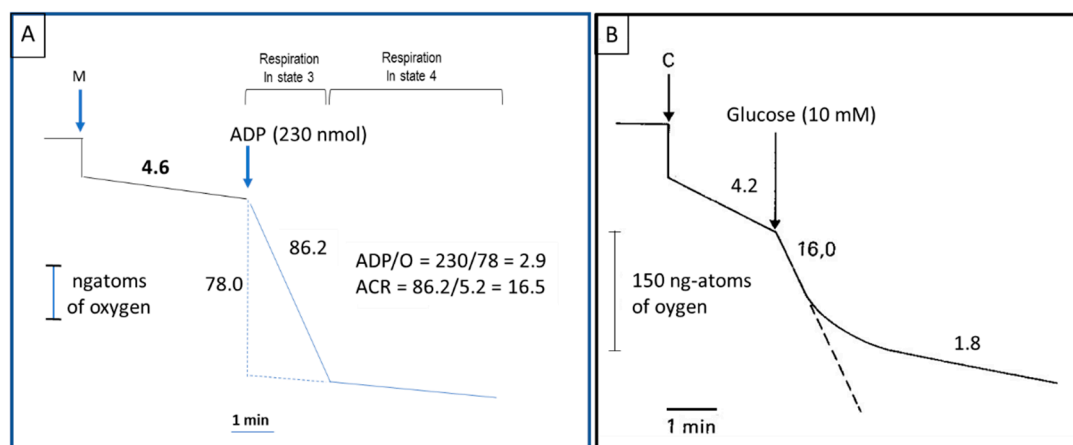 A
Respiration
In state 3
Respiration
In state 4
M
ADP (230 nmol)
4.6
86.2
78.0
ADP/O = 230/78 = 2.9
ACR = 86.2/5.2 = 16.5
ngatoms
of oxygen
1 min
B
C
Glucose (10 mM)
4.2
16,0
150 ng-atoms
of oygen
1.8
1 min